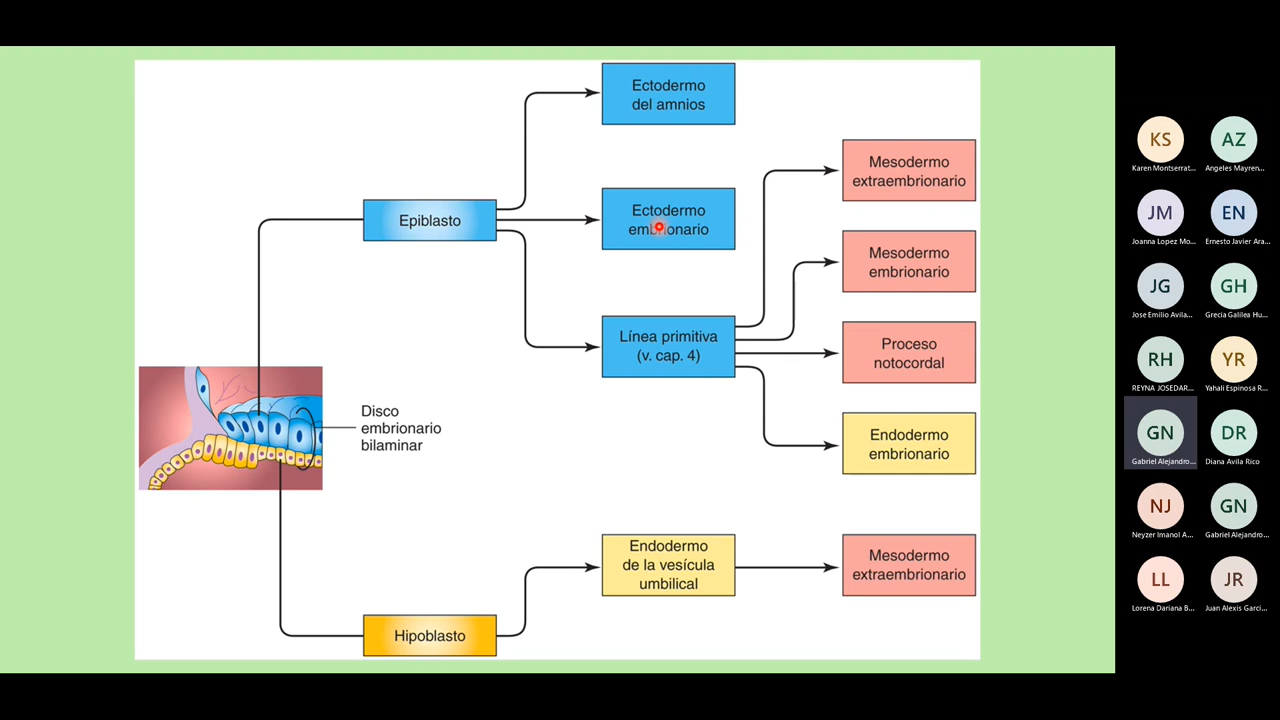 Ectodermo
del amnios
Mesodermo
extraembrionario
Epiblasto
Ectodermo
embrionario
Mesodermo
embrionario
Línea primitiva
(v. cap. 4)
Proceso
notocordal
Disco
embrionario
bilaminar
Endodermo
embrionario
Endodermo
de la vesícula
umbilical
Mesodermo
extraembrionario
Hipoblasto
KS
Karen Montserrat...
AZ
Angeles Mayren...
JM
Joanna Lopez Mo...
EN
Ernesto Javier Ara...
JG
Jose Emilio Avila...
GH
Grecia Galilea Hu...
RH
REYNA JOSEDAR...
YR
Yahali Espinosa R...
GN
Gabriel Alejandro...
DR
Diana Avila Rico
NJ
Neyzer Imanol A...
GN
Gabriel Alejandro...
LL
Lorena Dariana B...
JR
Juan Alexis Garci...